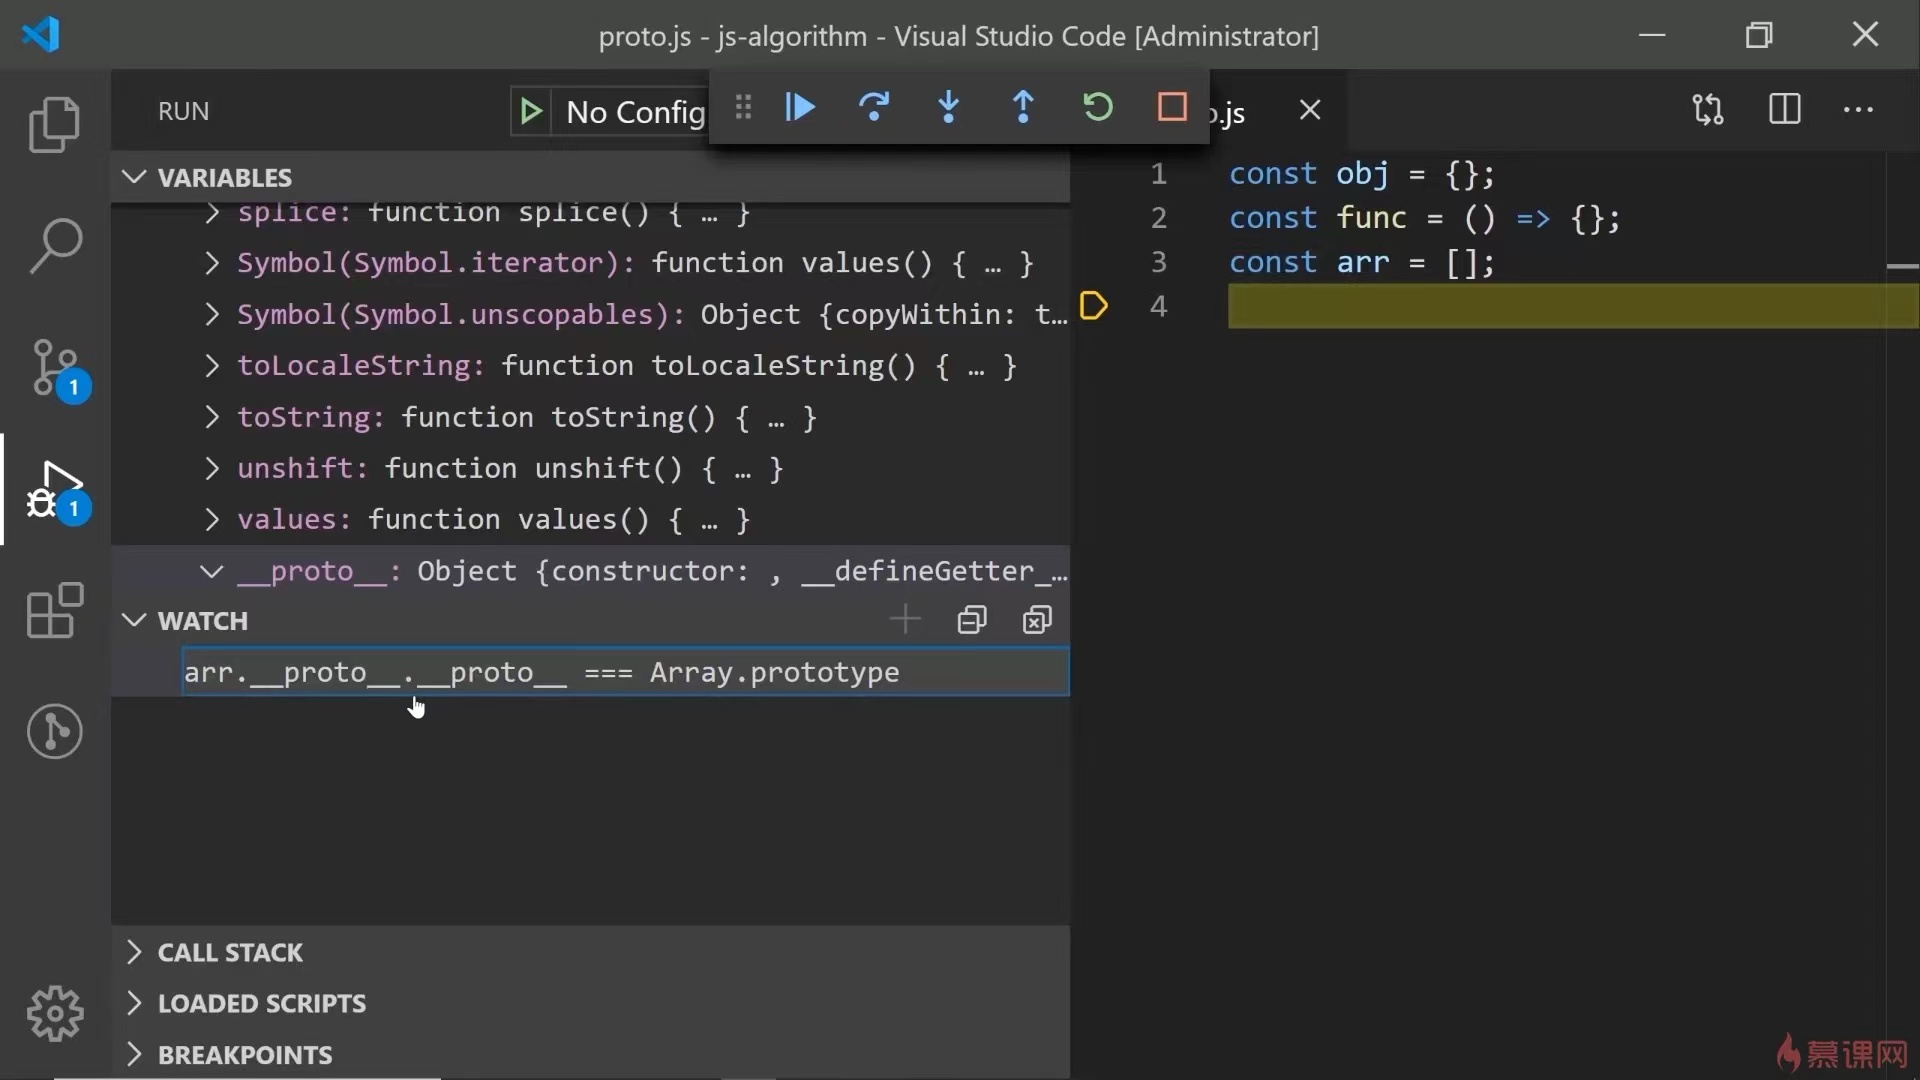 proto.js - js-algorithm - Visual Studio Code [Administrator]
RUN
No Config
o.js
VARIABLES
splice: function splice() { … }
Symbol(Symbol.iterator): function values() { … }
Symbol(Symbol.unscopables): Object {copyWithin: t…
toLocaleString: function toLocaleString() { … }
toString: function toString() { … }
unshift: function unshift() { … }
values: function values() { … }
__proto__: Object {constructor: , __defineGetter_…
WATCH
arr.__proto__.__proto__ === Array.prototype
CALL STACK
LOADED SCRIPTS
BREAKPOINTS
1
1
1 const obj = {};
2 const func = () => {};
3 const arr = [];
4
慕课网